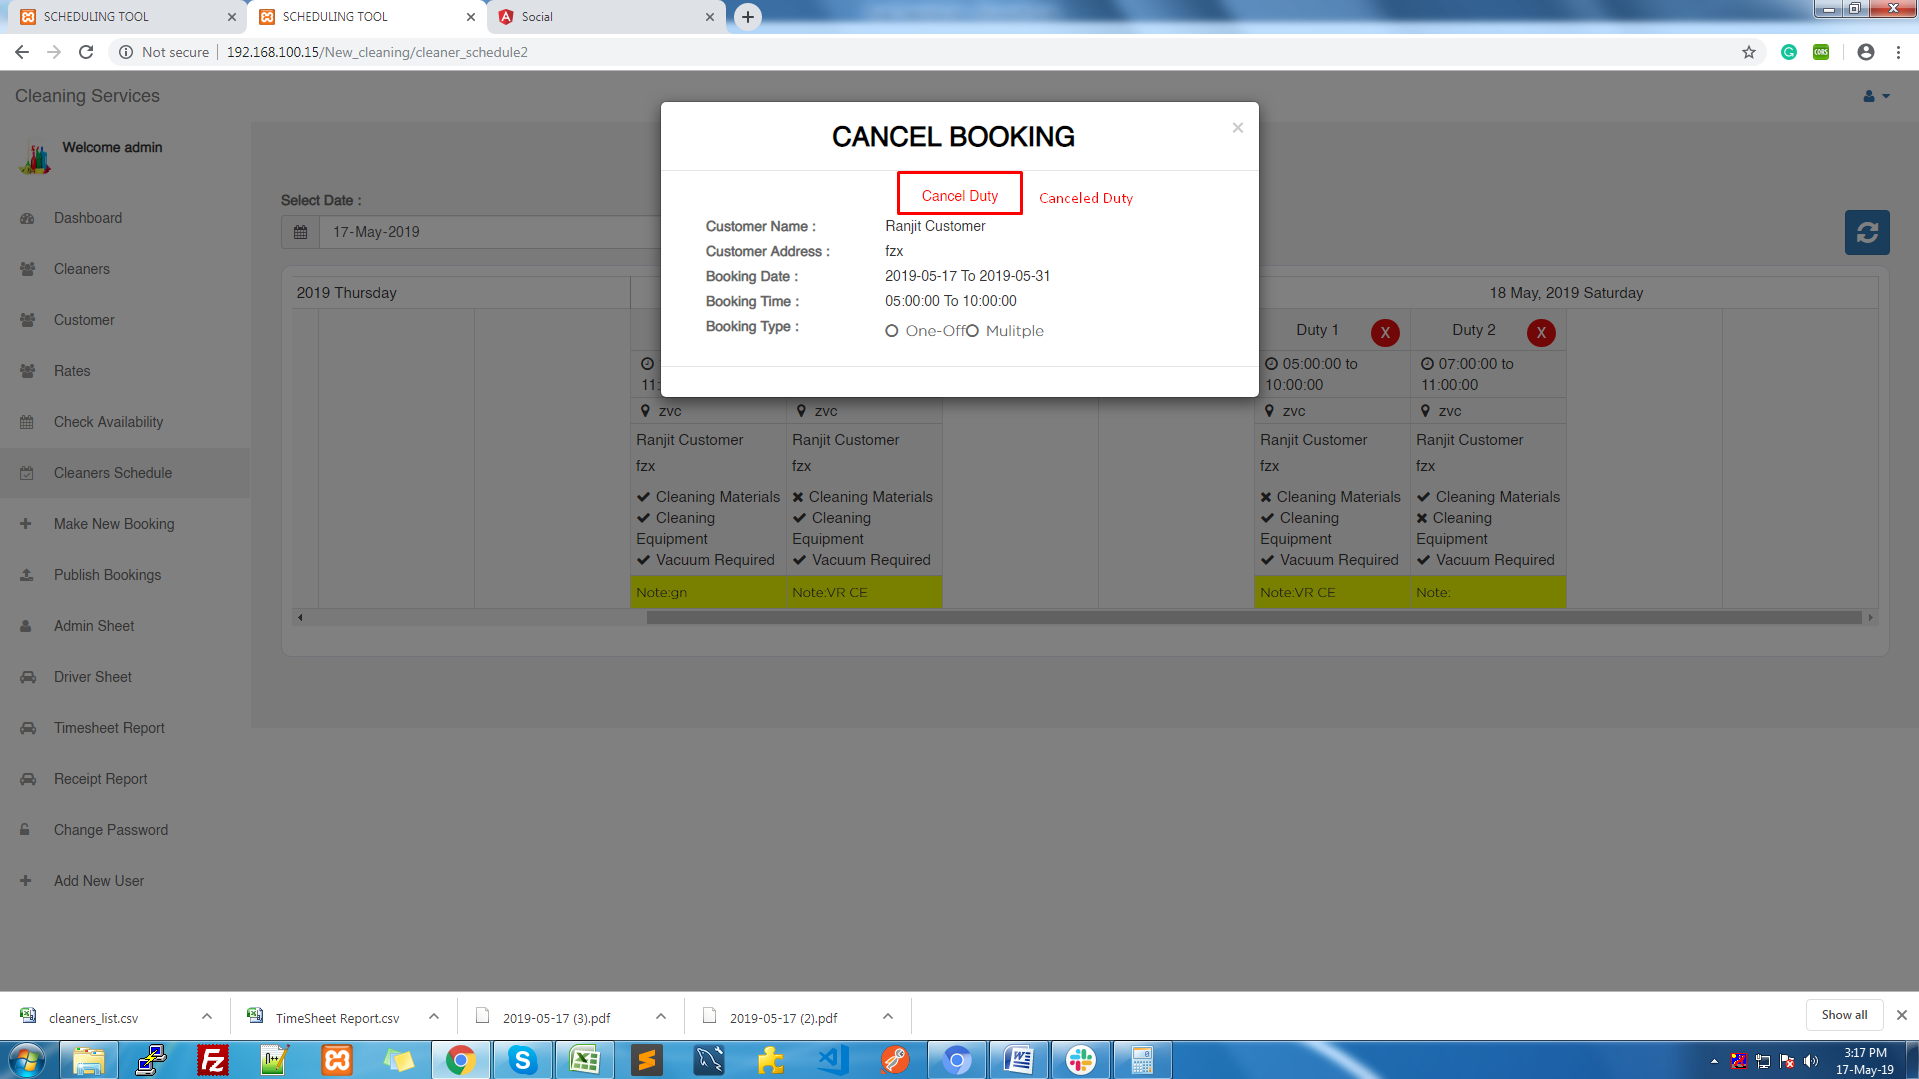 SCHEDULING TOOL
SCHEDULING TOOL
Social
Not secure
192.168.100.15/New_cleaning/cleaner_schedule2
CORS
Cleaning Services
Welcome admin
Dashboard
Cleaners
Customer
Rates
Check Availability
Cleaners Schedule
Make New Booking
Publish Bookings
Admin Sheet
Driver Sheet
Timesheet Report
Receipt Report
Change Password
Add New User
CANCEL BOOKING
×
Cancel Duty
Canceled Duty
Customer Name : Ranjit Customer
Customer Address : fzx
Booking Date : 2019-05-17 To 2019-05-31
Booking Time : 05:00:00 To 10:00:00
Booking Type : One-Off Mulitple
Select Date :
17-May-2019
2019 Thursday
18 May, 2019 Saturday
Duty 1 X
Duty 2 X
11:
05:00:00 to
10:00:00
07:00:00 to
11:00:00
zvc
zvc
zvc
zvc
Ranjit Customer
Ranjit Customer
Ranjit Customer
Ranjit Customer
fzx
fzx
fzx
fzx
Cleaning Materials
Cleaning
Equipment
Vacuum Required
Cleaning Materials
Cleaning
Equipment
Vacuum Required
Cleaning Materials
Cleaning
Equipment
Vacuum Required
Cleaning Materials
Cleaning
Equipment
Vacuum Required
Note:gn
Note:VR CE
Note:VR CE
Note:
cleaners_list.csv
TimeSheet Report.csv
2019-05-17 (3).pdf
2019-05-17 (2).pdf
Show all
3:17 PM
17-May-19